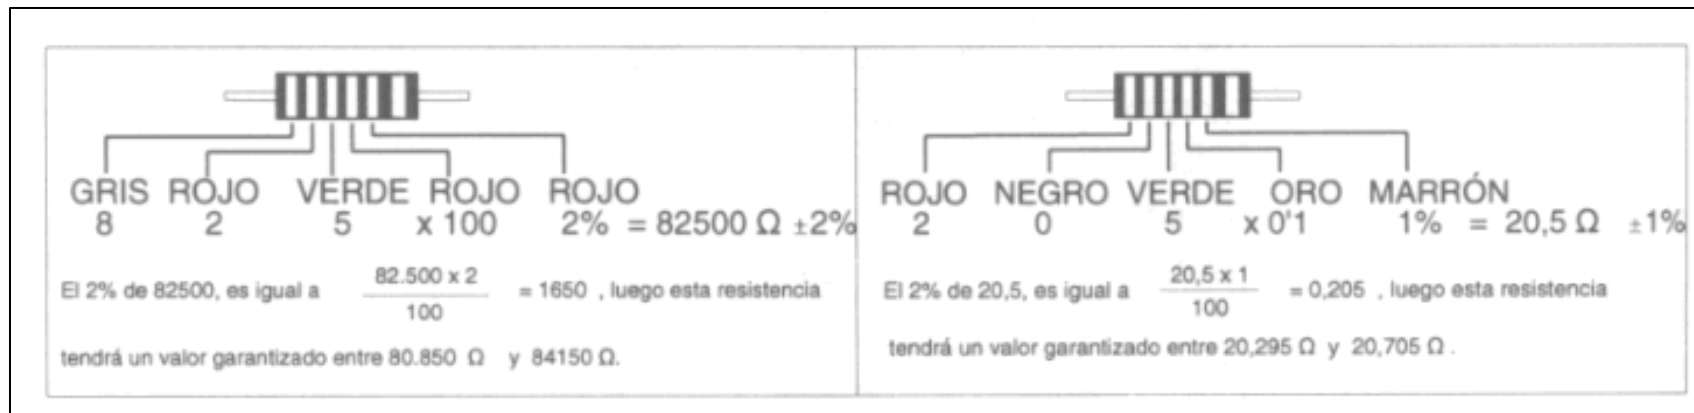 GRIS ROJO VERDE ROJO ROJO
8 2 5 x 100 2% = 82500 Ω ±2%
El 2% de 82500, es igual a 82.500 x 2 / 100 = 1650 , luego esta resistencia
tendrá un valor garantizado entre 80.850 Ω y 84150 Ω.
ROJO NEGRO VERDE ORO MARRÓN
2 0 5 x 0'1 1% = 20,5 Ω ±1%
El 2% de 20,5, es igual a 20,5 x 1 / 100 = 0,205 , luego esta resistencia
tendrá un valor garantizado entre 20,295 Ω y 20,705 Ω .